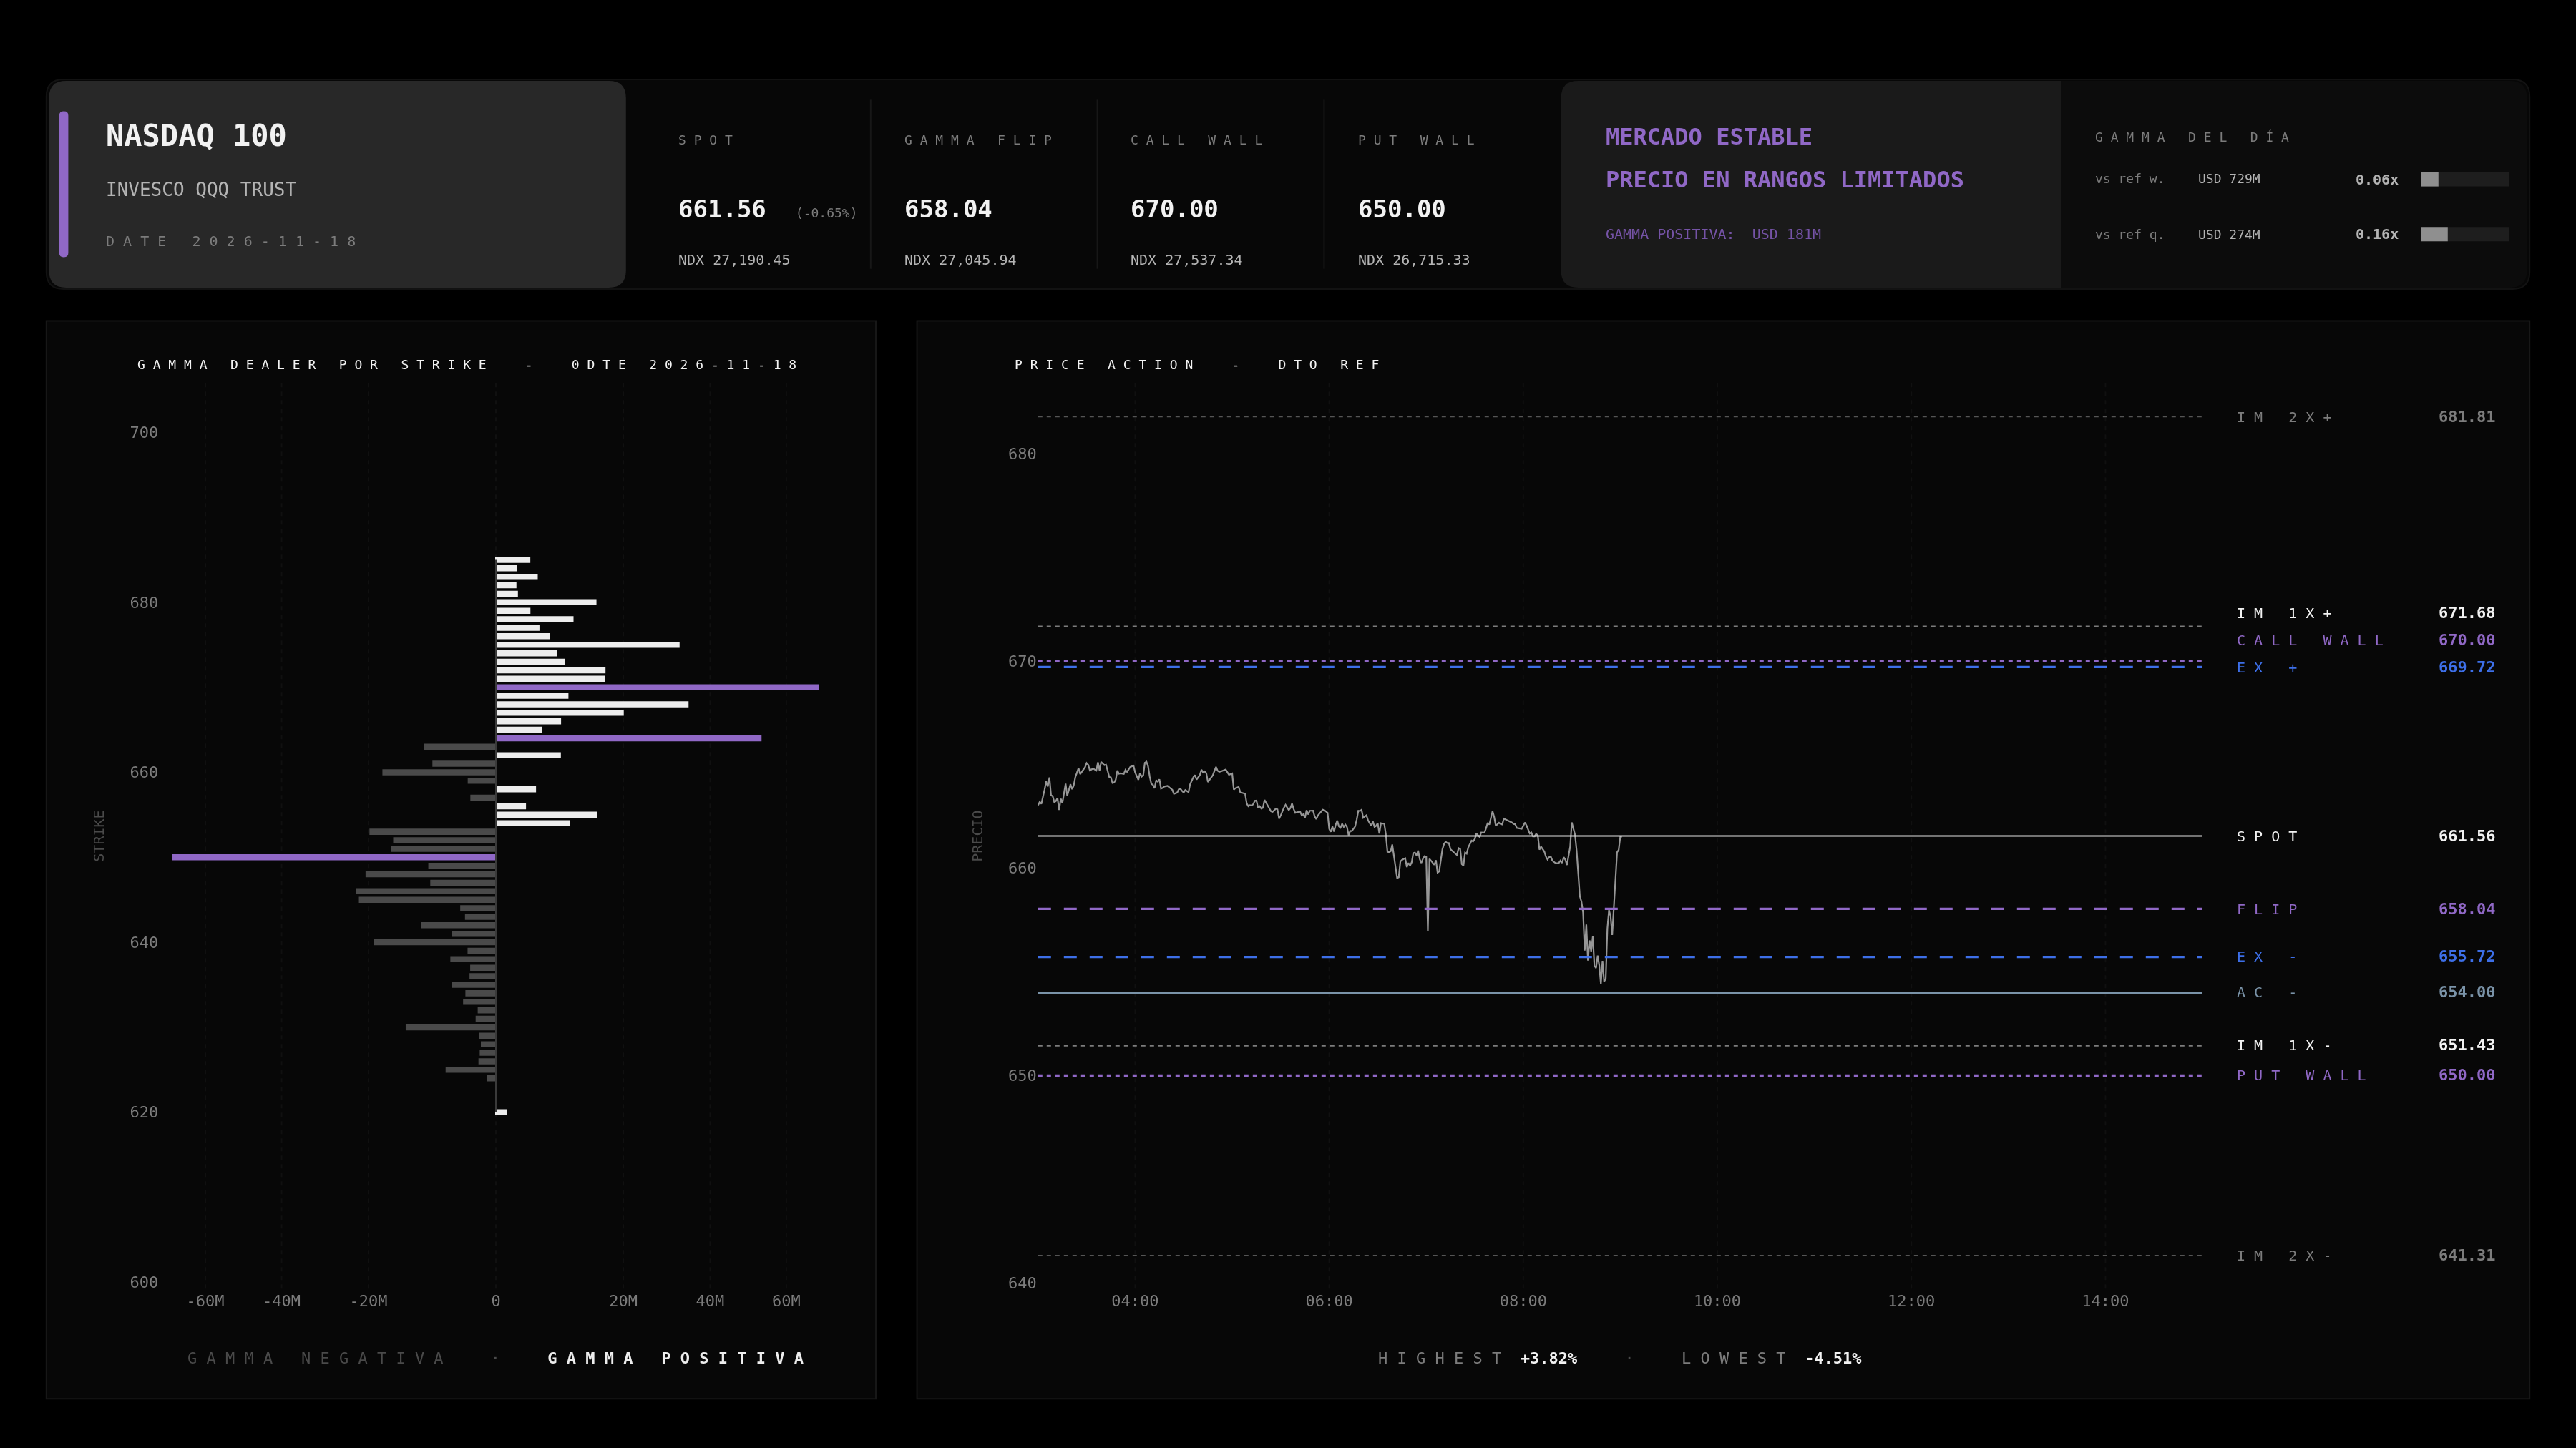 NASDAQ 100
INVESCO QQQ TRUST
DATE 2026-11-18
SPOT
661.56 (-0.65%)
NDX 27,190.45
GAMMA FLIP
658.04
NDX 27,045.94
CALL WALL
670.00
NDX 27,537.34
PUT WALL
650.00
NDX 26,715.33
MERCADO ESTABLE
PRECIO EN RANGOS LIMITADOS
GAMMA POSITIVA: USD 181M
GAMMA DEL DÍA
vs ref w. USD 729M 0.06x
vs ref q. USD 274M 0.16x
GAMMA DEALER POR STRIKE - 0DTE 2026-11-18
STRIKE
700
680
660
640
620
600
-60M -40M -20M 0 20M 40M 60M
GAMMA NEGATIVA · GAMMA POSITIVA
PRICE ACTION - DTO REF
PRECIO
680
670
660
650
640
04:00 06:00 08:00 10:00 12:00 14:00
IM 2X+ 681.81
IM 1X+ 671.68
CALL WALL 670.00
EX + 669.72
SPOT 661.56
FLIP 658.04
EX - 655.72
AC - 654.00
IM 1X- 651.43
PUT WALL 650.00
IM 2X- 641.31
HIGHEST +3.82% · LOWEST -4.51%